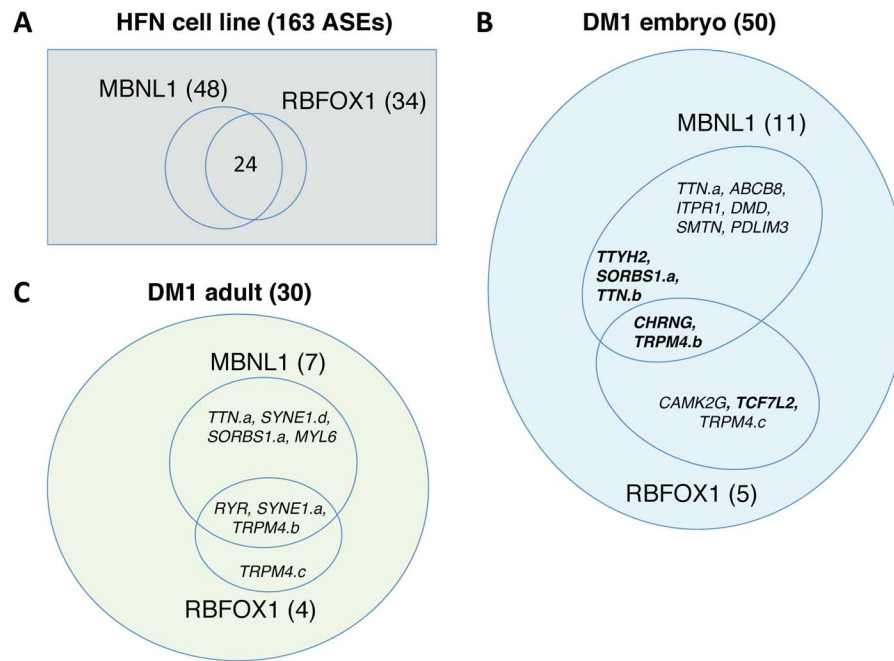 A
HFN cell line (163 ASEs)
MBNL1 (48)
RBFOX1 (34)
24
B
DM1 embryo (50)
MBNL1 (11)
TTN.a, ABCB8,
ITPR1, DMD,
SMTN, PDLIM3
TTYH2,
SORBS1.a,
TTN.b
CHRNG,
TRPM4.b
CAMK2G, TCF7L2,
TRPM4.c
RBFOX1 (5)
C
DM1 adult (30)
MBNL1 (7)
TTN.a, SYNE1.d,
SORBS1.a, MYL6
RYR, SYNE1.a,
TRPM4.b
TRPM4.c
RBFOX1 (4)